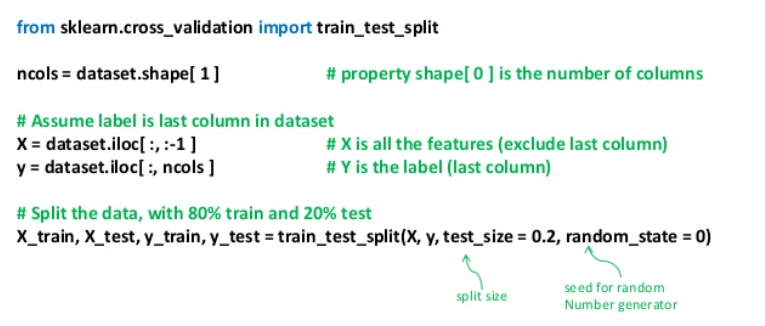 from sklearn.cross_validation import train_test_split
ncols = dataset.shape[ 1 ] # property shape[ 0 ] is the number of columns
# Assume label is last column in dataset
X = dataset.iloc[ :, :-1 ] # X is all the features (exclude last column)
y = dataset.iloc[ :, ncols ] # Y is the label (last column)
# Split the data, with 80% train and 20% test
X_train, X_test, y_train, y_test = train_test_split(X, y, test_size = 0.2, random_state = 0)
split size
seed for random
Number generator